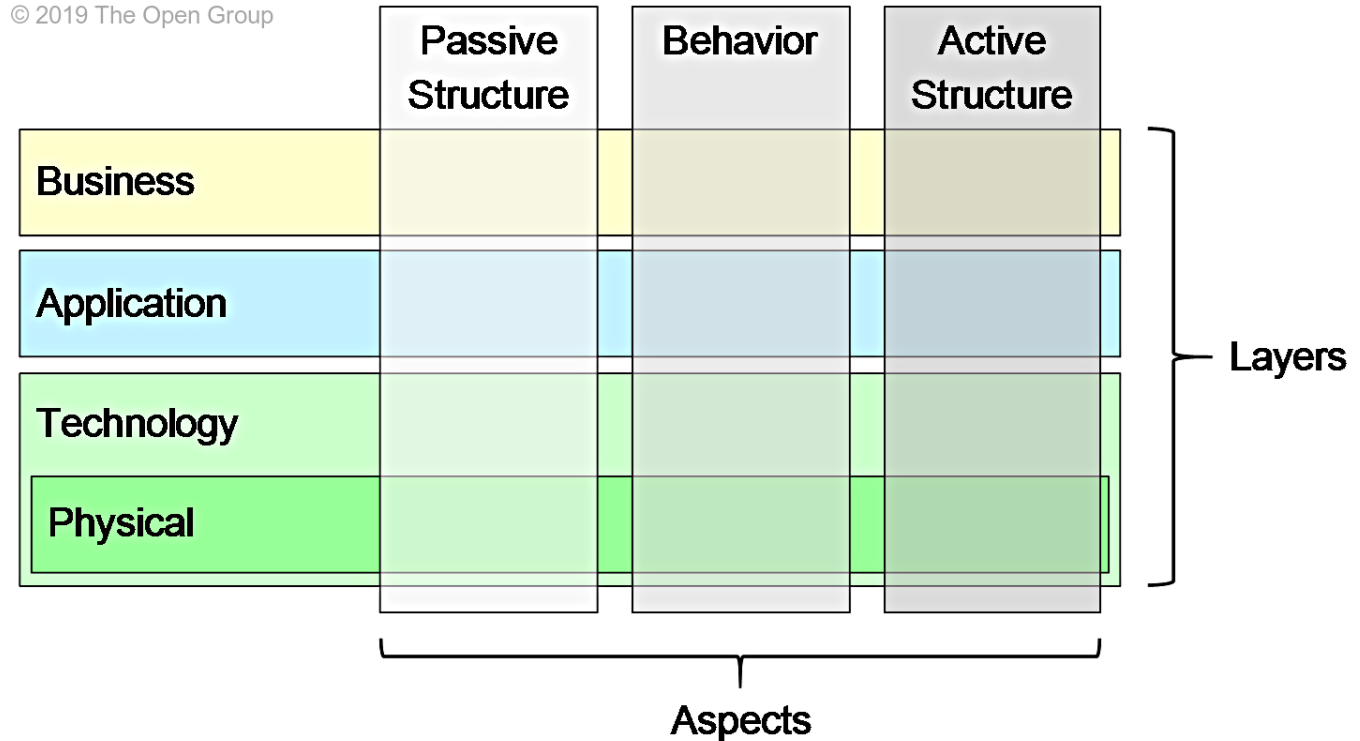 © 2019 The Open Group
Passive
Structure
Behavior
Active
Structure
Business
Application
Technology
Physical
Layers
Aspects